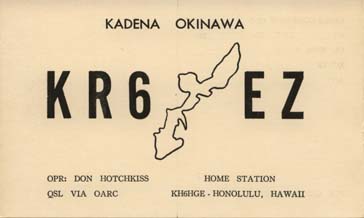 KADENA OKINAWA
KR6 EZ
OPR: DON HOTCHKISS HOME STATION
QSL VIA OARC KH6HGE - HONOLULU, HAWAII